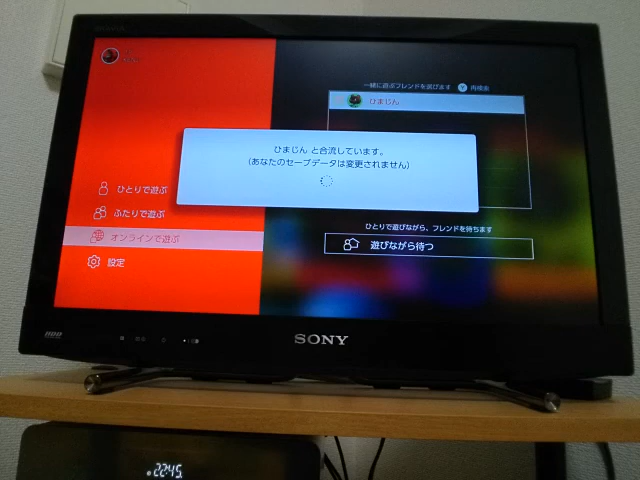 一緒に遊ぶフレンドを選びます Y 再検索
ひまじん
ひまじん と合流しています。
(あなたのセーブデータは変更されません)
ひとりで遊ぶ
ふたりで遊ぶ
オンラインで遊ぶ
設定
ひとりで遊びながら、フレンドを待ちます
遊びながら待つ
HDD
SONY
22:45